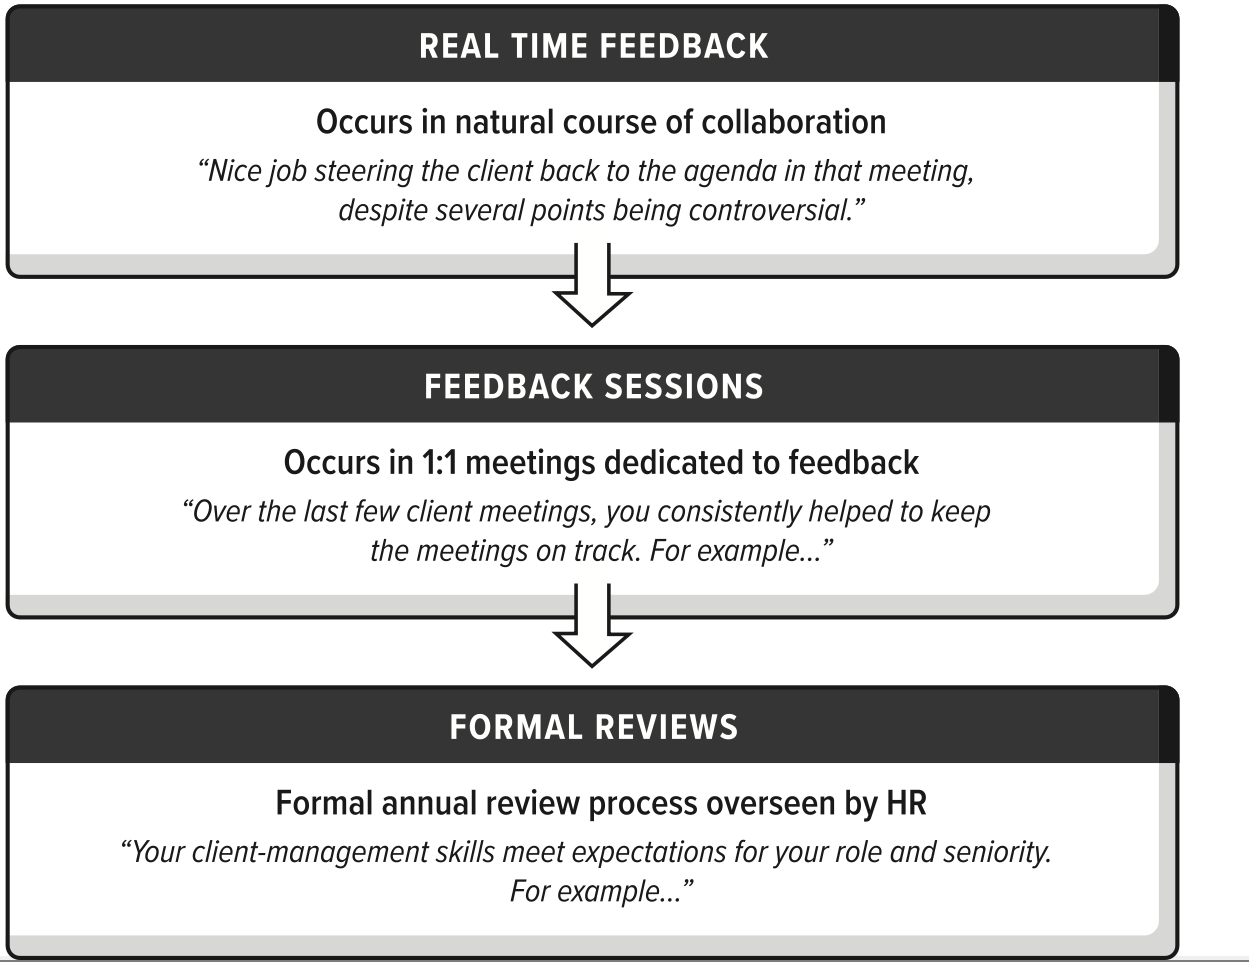 REAL TIME FEEDBACK
Occurs in natural course of collaboration
“Nice job steering the client back to the agenda in that meeting,
despite several points being controversial.”
FEEDBACK SESSIONS
Occurs in 1:1 meetings dedicated to feedback
“Over the last few client meetings, you consistently helped to keep
the meetings on track. For example...”
FORMAL REVIEWS
Formal annual review process overseen by HR
“Your client-management skills meet expectations for your role and seniority.
For example...”